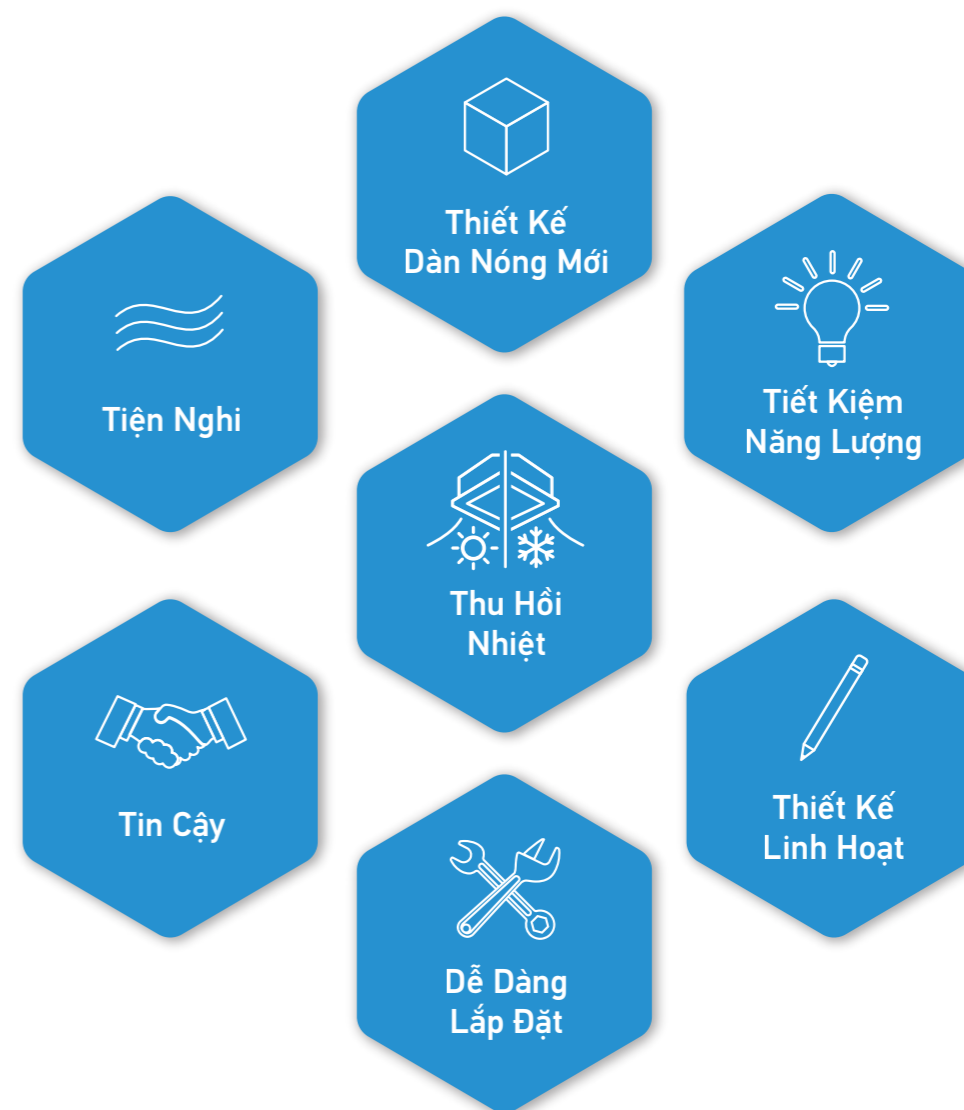 Thiết Kế
Dàn Nóng Mới
Tiện Nghi
Tiết Kiệm
Năng Lượng
Thu Hồi
Nhiệt
Tin Cậy
Thiết Kế
Linh Hoạt
Dễ Dàng
Lắp Đặt